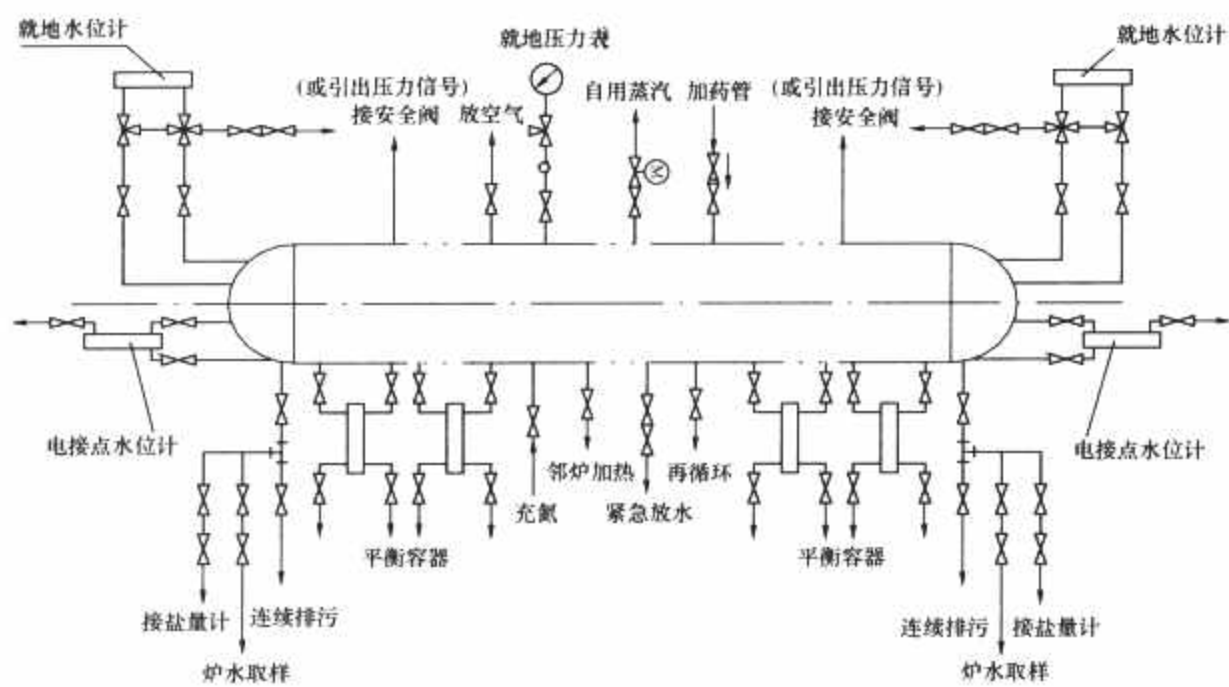 就地水位计
就地压力表
就地水位计
(或引出压力信号)
接安全阀
放空气
自用蒸汽
加药管
(或引出压力信号)
接安全阀
M
电接点水位计
电接点水位计
邻炉加热
再循环
充氮
紧急放水
平衡容器
平衡容器
接盐量计
连续排污
连续排污
接盐量计
炉水取样
炉水取样